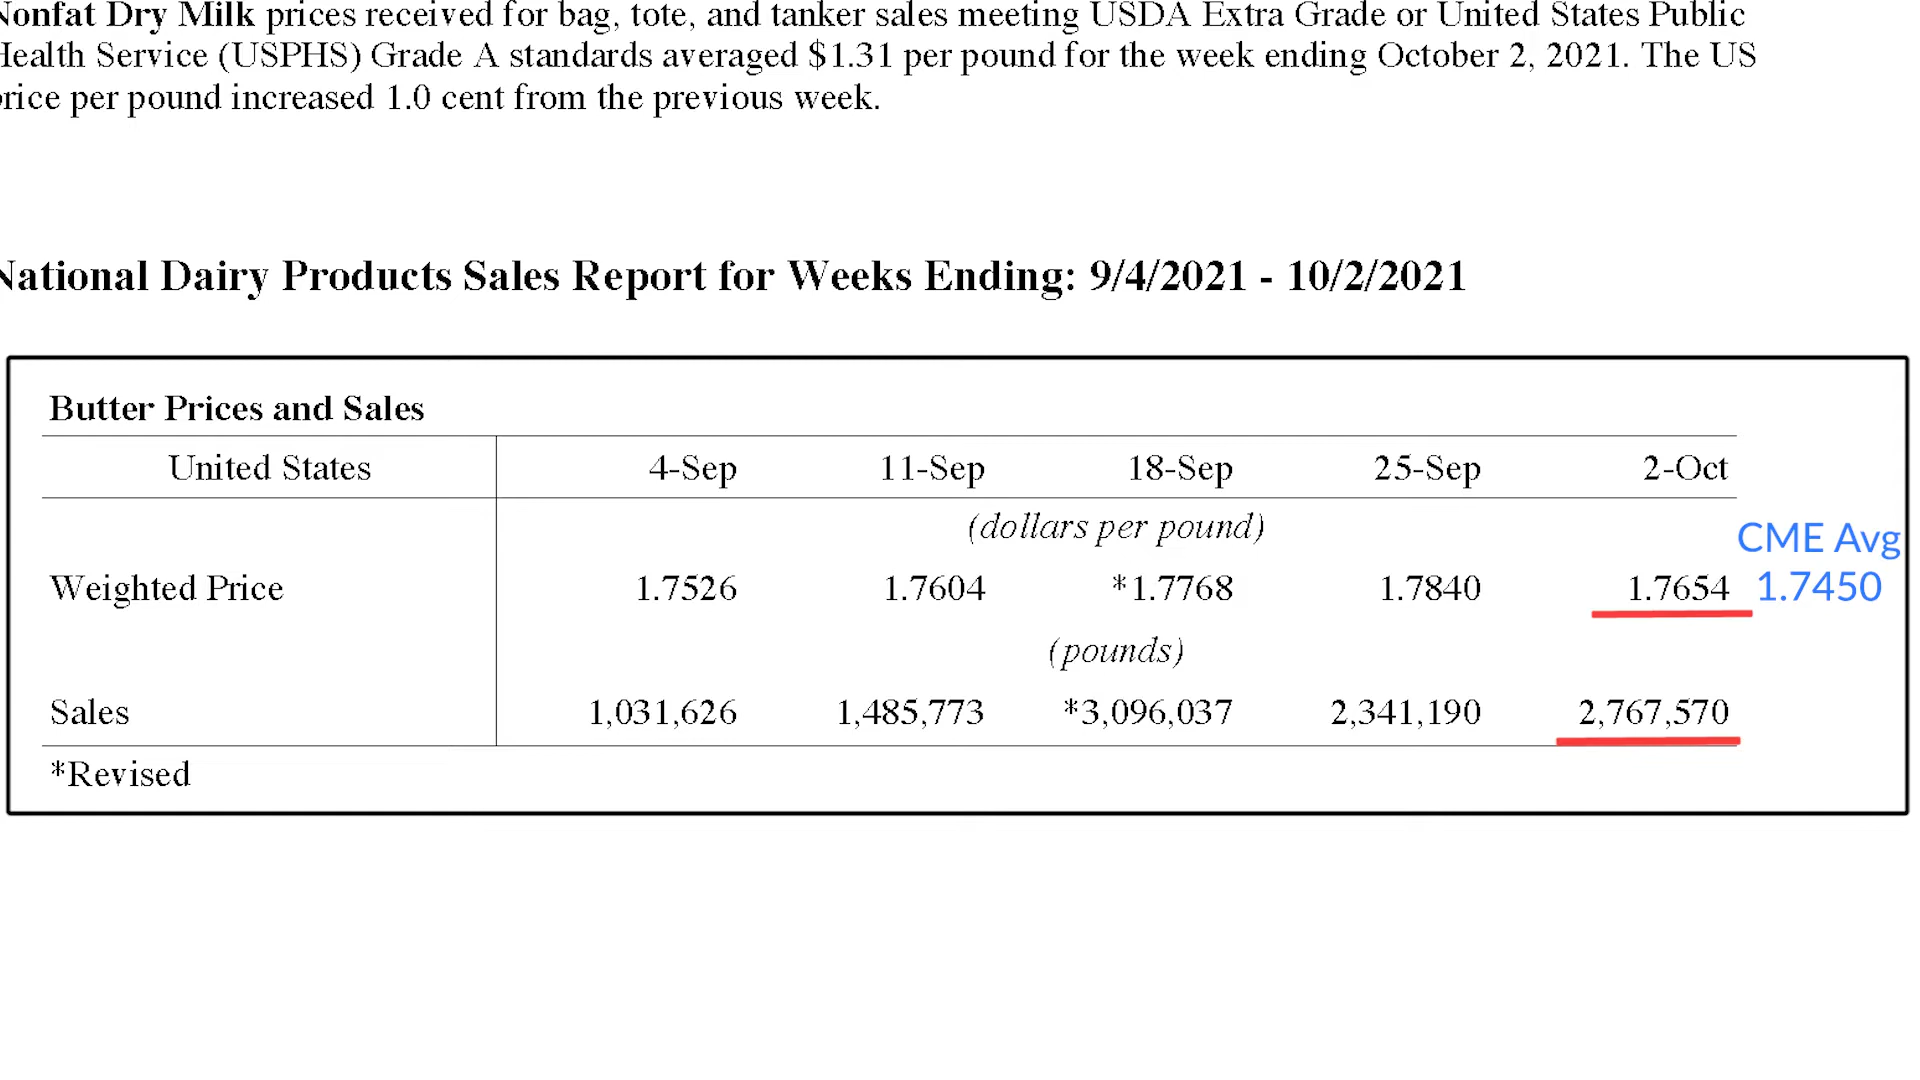 Nonfat Dry Milk prices received for bag, tote, and tanker sales meeting USDA Extra Grade or United States Public
Health Service (USPHS) Grade A standards averaged $1.31 per pound for the week ending October 2, 2021. The US
price per pound increased 1.0 cent from the previous week.
National Dairy Products Sales Report for Weeks Ending: 9/4/2021 - 10/2/2021
Butter Prices and Sales
United States 4-Sep 11-Sep 18-Sep 25-Sep 2-Oct
(dollars per pound)
CME Avg
Weighted Price 1.7526 1.7604 *1.7768 1.7840 1.7654 1.7450
(pounds)
Sales 1,031,626 1,485,773 *3,096,037 2,341,190 2,767,570
*Revised